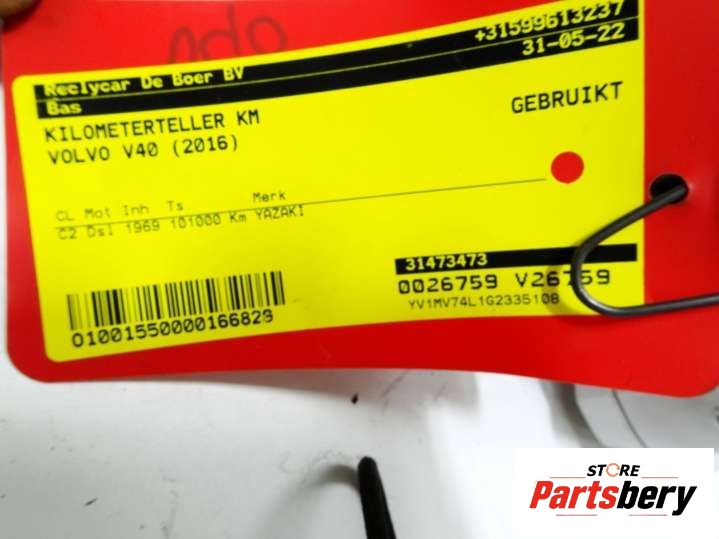 Reclycar De Boer BV +31599613237
Bas 31-05-22
KILOMETERTELLER KM GEBRUIKT
VOLVO V40 (2016)
CL Mot Inh Ts Merk
C2 Dsl 1969 101000 Km YAZAKI
31473473
0026759 V26759
YV1MV74L1G2335108
O1001550000166829
STORE
Partsbery